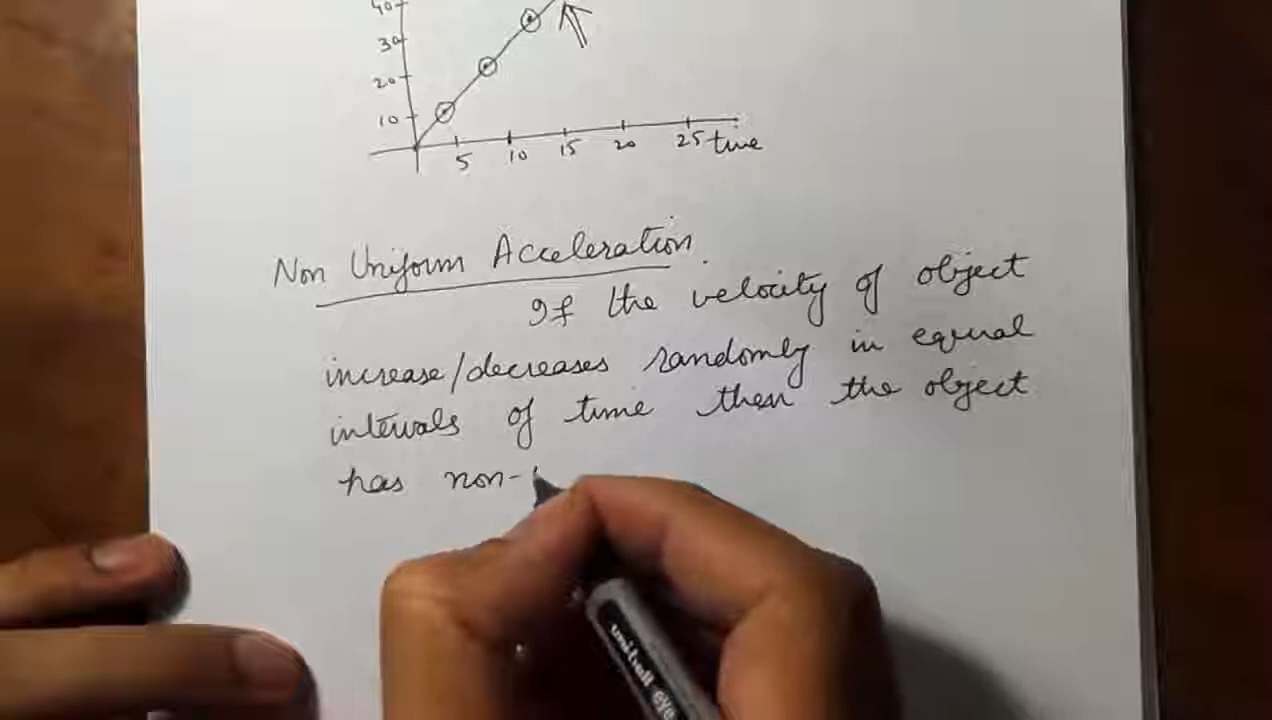 40
30
20
10
5 10 15 20 25 time
Non Uniform Acceleration.
If the velocity of object
increase/decreases randomly in equal
intervals of time then the object
has non-
uniball eye